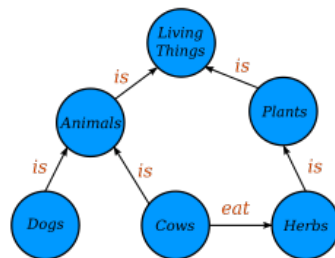 Living
Things
is
is
Animals
Plants
is
is
is
eat
Dogs
Cows
Herbs